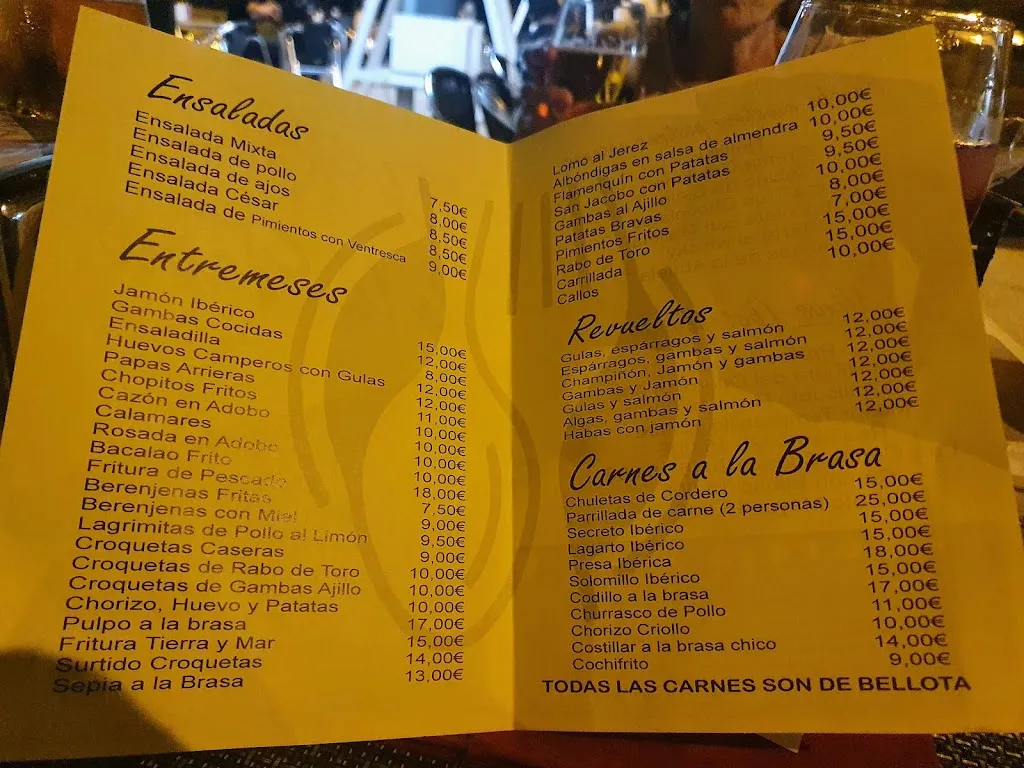 Ensaladas
Ensalada Mixta 7,50€
Ensalada de pollo 8,00€
Ensalada de ajos 8,50€
Ensalada César 8,50€
Ensalada de Pimientos con Ventresca 9,00€
Entremeses
Jamón Ibérico 15,00€
Gambas Cocidas 12,00€
Ensaladilla 8,00€
Huevos Camperos con Gulas 12,00€
Papas Arrieras 12,00€
Chopitos Fritos 11,00€
Cazón en Adobo 10,00€
Calamares 10,00€
Rosada en Adobo 10,00€
Bacalao Frito 10,00€
Fritura de Pescado 18,00€
Berenjenas Fritas 7,50€
Berenjenas con Miel 9,00€
Lagrimitas de Pollo al Limón 9,50€
Croquetas Caseras 9,00€
Croquetas de Rabo de Toro 10,00€
Croquetas de Gambas Ajillo 10,00€
Chorizo, Huevo y Patatas 10,00€
Pulpo a la brasa 17,00€
Fritura Tierra y Mar 15,00€
Surtido Croquetas 14,00€
Sepia a la Brasa 13,00€
Lomo al Jerez 10,00€
Albóndigas en salsa de almendra 10,00€
Flamenquín con Patatas 9,50€
San Jacobo con Patatas 9,50€
Gambas al Ajillo 10,00€
Patatas Bravas 8,00€
Pimientos Fritos 7,00€
Rabo de Toro 15,00€
Carrillada 15,00€
Callos 10,00€
Revueltos
Gulas, espárragos y salmón 12,00€
Espárragos, gambas y salmón 12,00€
Champiñón, Jamón y gambas 12,00€
Gambas y Jamón 12,00€
Gulas y salmón 12,00€
Algas, gambas y salmón 12,00€
Habas con jamón 12,00€
Carnes a la Brasa
Chuletas de Cordero 15,00€
Parrillada de carne (2 personas) 25,00€
Secreto Ibérico 15,00€
Lagarto Ibérico 15,00€
Presa Ibérica 18,00€
Solomillo Ibérico 15,00€
Codillo a la brasa 17,00€
Churrasco de Pollo 11,00€
Chorizo Criollo 10,00€
Costillar a la brasa chico 14,00€
Cochifrito 9,00€
TODAS LAS CARNES SON DE BELLOTA